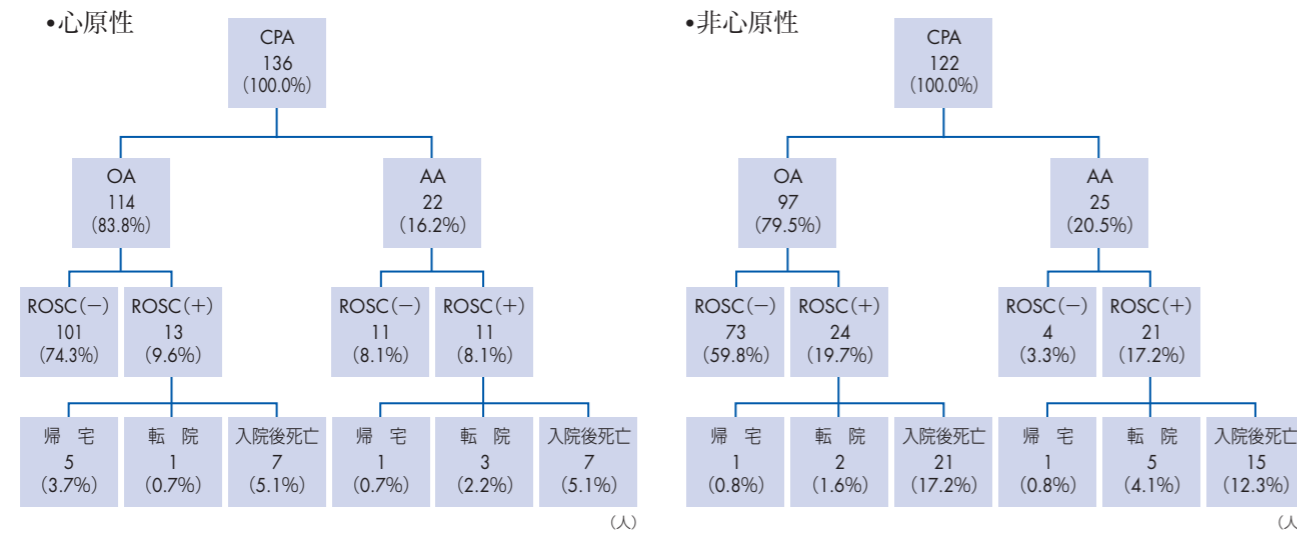 •心原性
CPA
136
(100.0%)
OA
114
(83.8%)
AA
22
(16.2%)
ROSC(−)
101
(74.3%)
ROSC(+)
13
(9.6%)
ROSC(−)
11
(8.1%)
ROSC(+)
11
(8.1%)
帰 宅
5
(3.7%)
転 院
1
(0.7%)
入院後死亡
7
(5.1%)
帰 宅
1
(0.7%)
転 院
3
(2.2%)
入院後死亡
7
(5.1%)
(人)
•非心原性
CPA
122
(100.0%)
OA
97
(79.5%)
AA
25
(20.5%)
ROSC(−)
73
(59.8%)
ROSC(+)
24
(19.7%)
ROSC(−)
4
(3.3%)
ROSC(+)
21
(17.2%)
帰 宅
1
(0.8%)
転 院
2
(1.6%)
入院後死亡
21
(17.2%)
帰 宅
1
(0.8%)
転 院
5
(4.1%)
入院後死亡
15
(12.3%)
(人